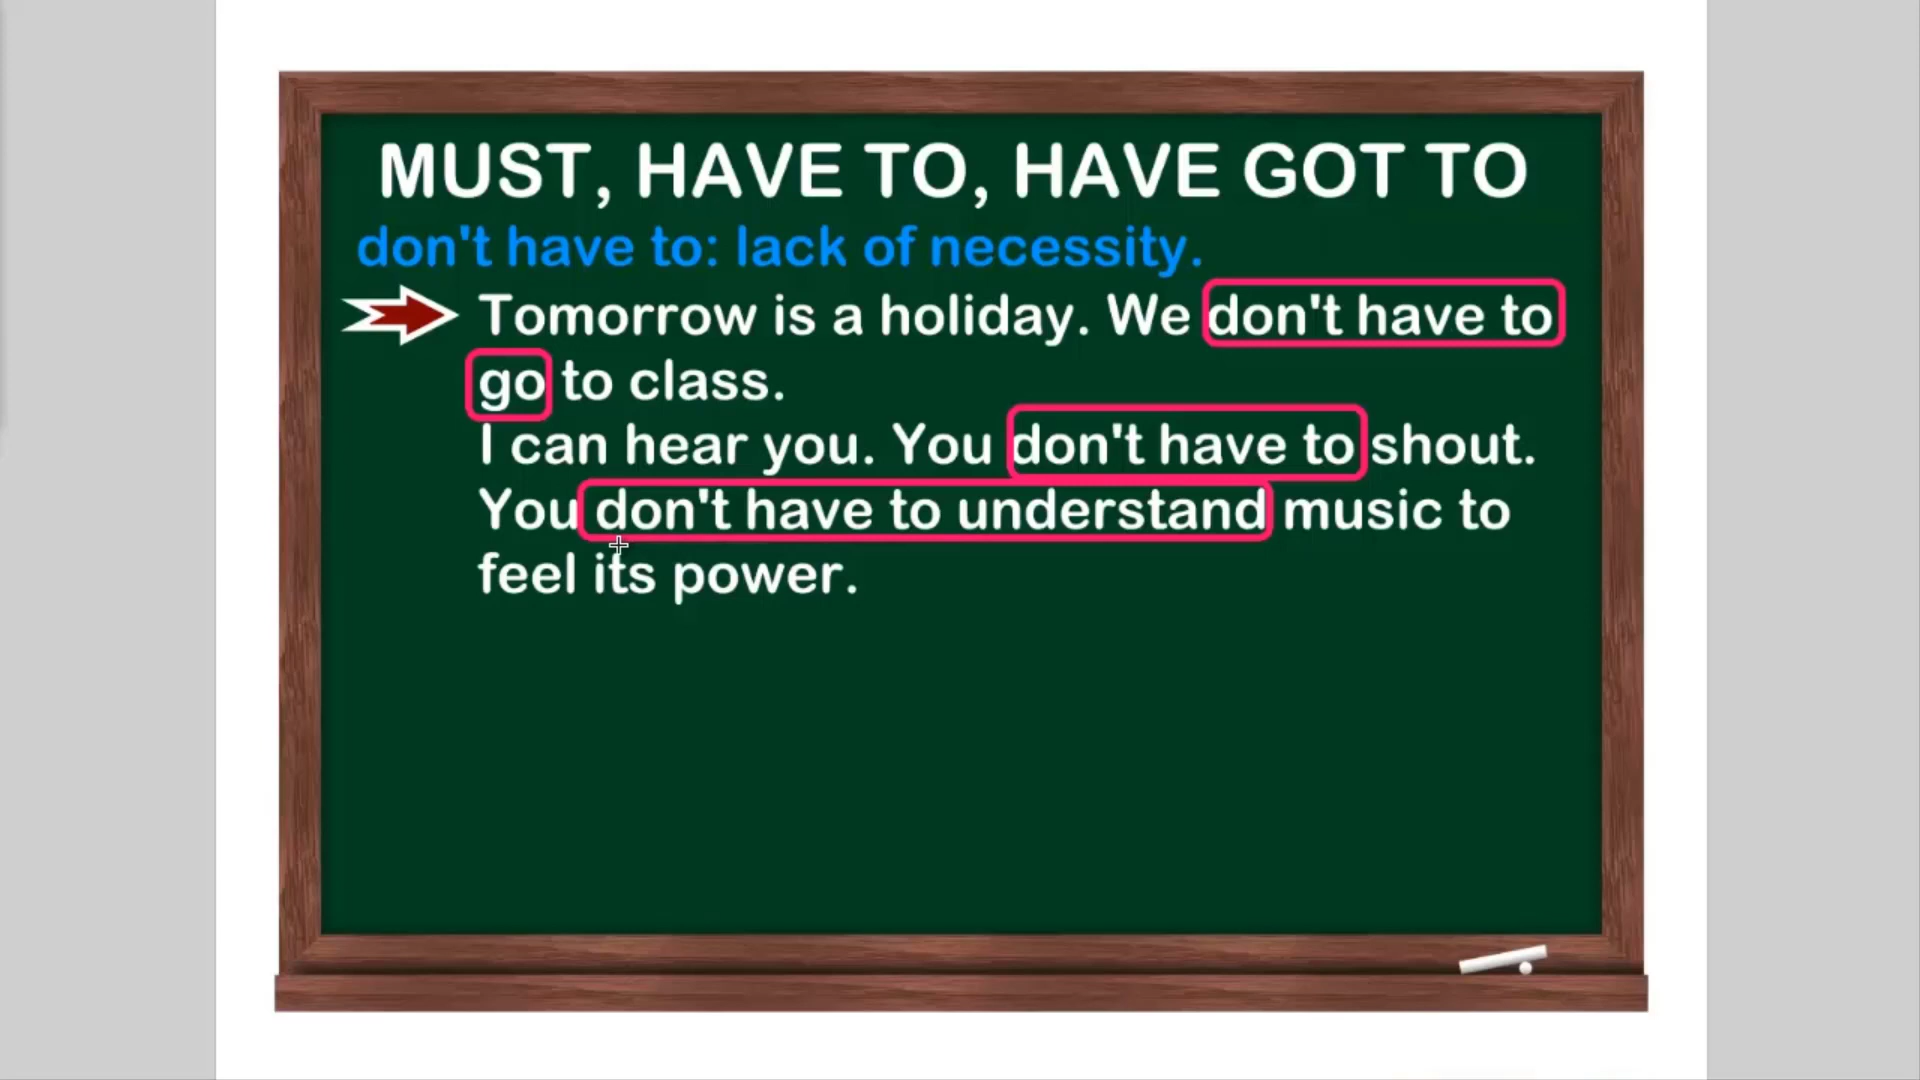 MUST, HAVE TO, HAVE GOT TO
don't have to: lack of necessity.
Tomorrow is a holiday. We don't have to
go to class.
I can hear you. You don't have to shout.
You don't have to understand music to
feel its power.